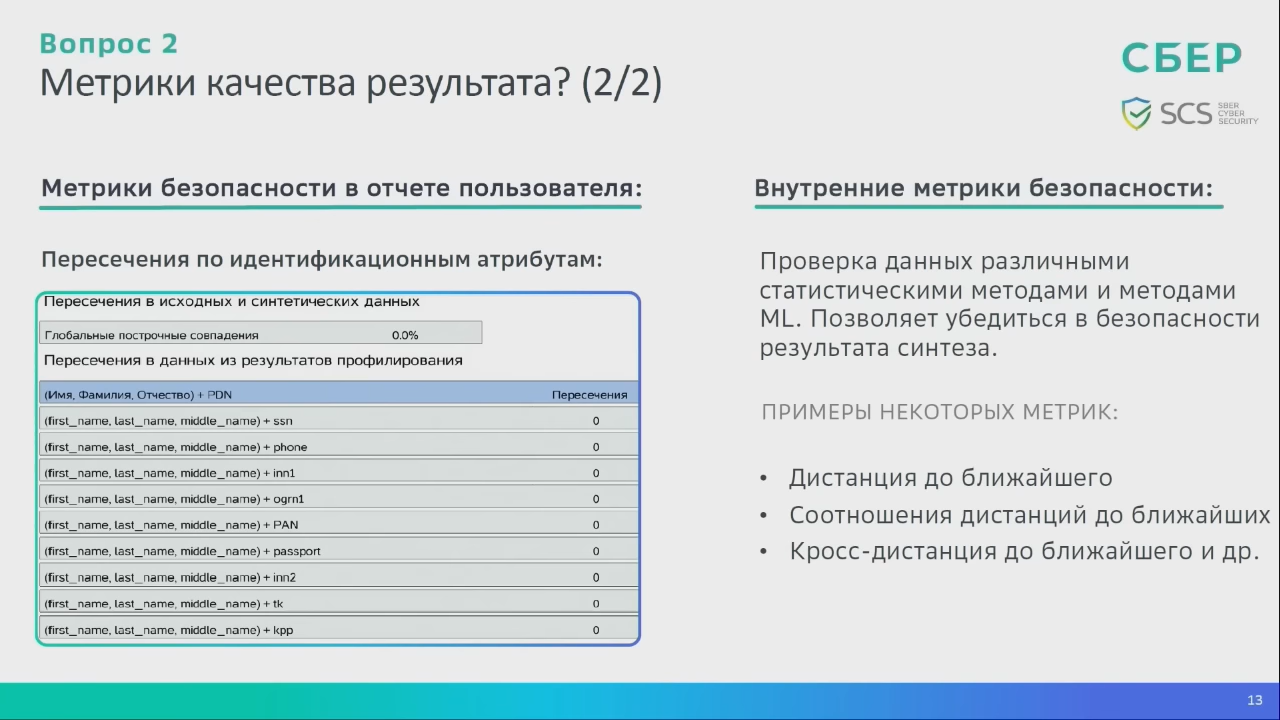 Вопрос 2
Метрики качества результата? (2/2)
СБЕР
SCS
SBER
CYBER
SECURITY
Метрики безопасности в отчете пользователя:
Пересечения по идентификационным атрибутам:
Пересечения в исходных и синтетических данных
Глобальные построчные совпадения 0.0%
Пересечения в данных из результатов профилирования
(Имя, Фамилия, Отчество) + PDN Пересечения
(first_name, last_name, middle_name) + ssn 0
(first_name, last_name, middle_name) + phone 0
(first_name, last_name, middle_name) + inn1 0
(first_name, last_name, middle_name) + ogrn1 0
(first_name, last_name, middle_name) + PAN 0
(first_name, last_name, middle_name) + passport 0
(first_name, last_name, middle_name) + inn2 0
(first_name, last_name, middle_name) + tk 0
(first_name, last_name, middle_name) + kpp 0
Внутренние метрики безопасности:
Проверка данных различными
статистическими методами и методами
ML. Позволяет убедиться в безопасности
результата синтеза.
ПРИМЕРЫ НЕКОТОРЫХ МЕТРИК:
• Дистанция до ближайшего
• Соотношения дистанций до ближайших
• Кросс-дистанция до ближайшего и др.
13